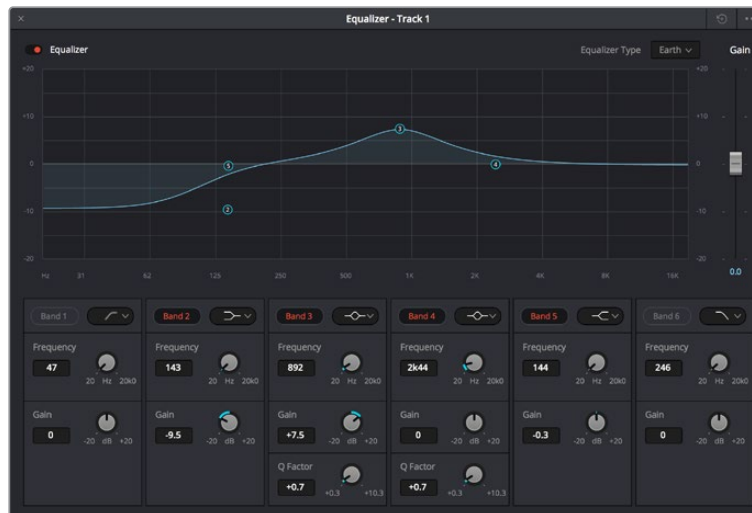 Equalizer - Track 1
Equalizer
Equalizer Type Earth Gain
+20 +20
+10 +10
0 0
-10 -10
-20 -20
5 3 4 2
Hz 31 62 125 250 500 1K 2K 4K 8K 16K
0.0
Band 1 Band 2 Band 3 Band 4 Band 5 Band 6
Frequency Frequency Frequency Frequency Frequency Frequency
47 143 892 2k44 144 246
20 Hz 20k0 20 Hz 20k0 20 Hz 20k0 20 Hz 20k0 20 Hz 20k0 20 Hz 20k0
Gain Gain Gain Gain Gain Gain
0 -9.5 +7.5 0 -0.3 0
-20 dB +20 -20 dB +20 -20 dB +20 -20 dB +20 -20 dB +20 -20 dB +20
Q Factor Q Factor
+0.7 +0.7
+0.3 +10.3 +0.3 +10.3